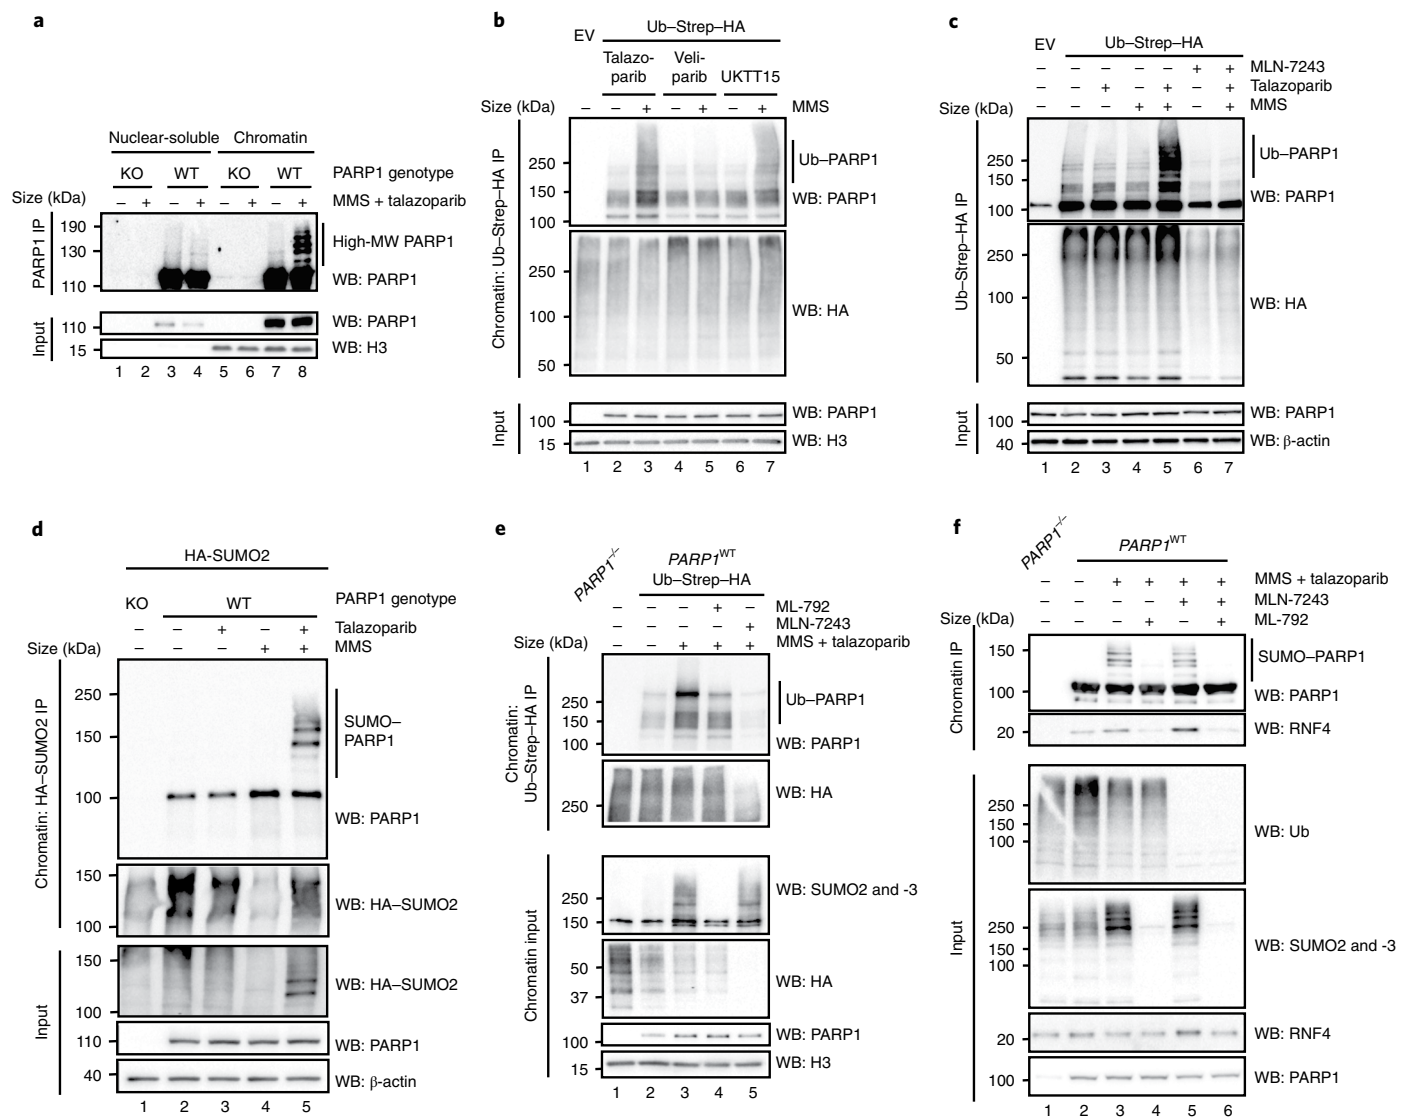 a
Nuclear-soluble Chromatin
KO WT KO WT PARP1 genotype
Size (kDa) – + – + – + – + MMS + talazoparib
PARP1 IP
190
130
110
High-MW PARP1
WB: PARP1
Input
110
WB: PARP1
15
WB: H3
1 2 3 4 5 6 7 8
b
EV Ub–Strep–HA
Talazo-
parib
Veli-
parib
UKTT15
Size (kDa) – – + – + – + MMS
Chromatin: Ub–Strep–HA IP
250
150
100
Ub–PARP1
WB: PARP1
250
100
50
WB: HA
Input
100
WB: PARP1
15
WB: H3
1 2 3 4 5 6 7
c
EV Ub–Strep–HA
– – – – – + + MLN-7243
– – + – + – + Talazoparib
Size (kDa) – – – + + – + MMS
Ub–Strep–HA IP
250
150
100
Ub–PARP1
WB: PARP1
250
100
50
WB: HA
Input
100
WB: PARP1
40
WB: β-actin
1 2 3 4 5 6 7
d
HA-SUMO2
KO WT PARP1 genotype
– – + – + Talazoparib
Size (kDa) – – – + + MMS
Chromatin: HA–SUMO2 IP
250
150
100
SUMO–
PARP1
WB: PARP1
150
100
WB: HA–SUMO2
Input
150
100
WB: HA–SUMO2
110
WB: PARP1
40
WB: β-actin
1 2 3 4 5
e
PARP1–/–
PARP1WT
Ub–Strep–HA
– – – + – ML-792
– – – – + MLN-7243
Size (kDa) – – + + + MMS + talazoparib
Chromatin:
Ub–Strep–HA IP
250
150
100
Ub–PARP1
WB: PARP1
250
WB: HA
Chromatin input
250
150
WB: SUMO2 and -3
50
37
WB: HA
100
WB: PARP1
15
WB: H3
1 2 3 4 5
f
PARP1–/–
PARP1WT
– – + + + + MMS + talazoparib
– – – – + + MLN-7243
Size (kDa) – – – + – + ML-792
Chromatin IP
150
100
SUMO–PARP1
WB: PARP1
20
WB: RNF4
Input
250
150
100
WB: Ub
250
150
100
WB: SUMO2 and -3
20
WB: RNF4
100
WB: PARP1
1 2 3 4 5 6